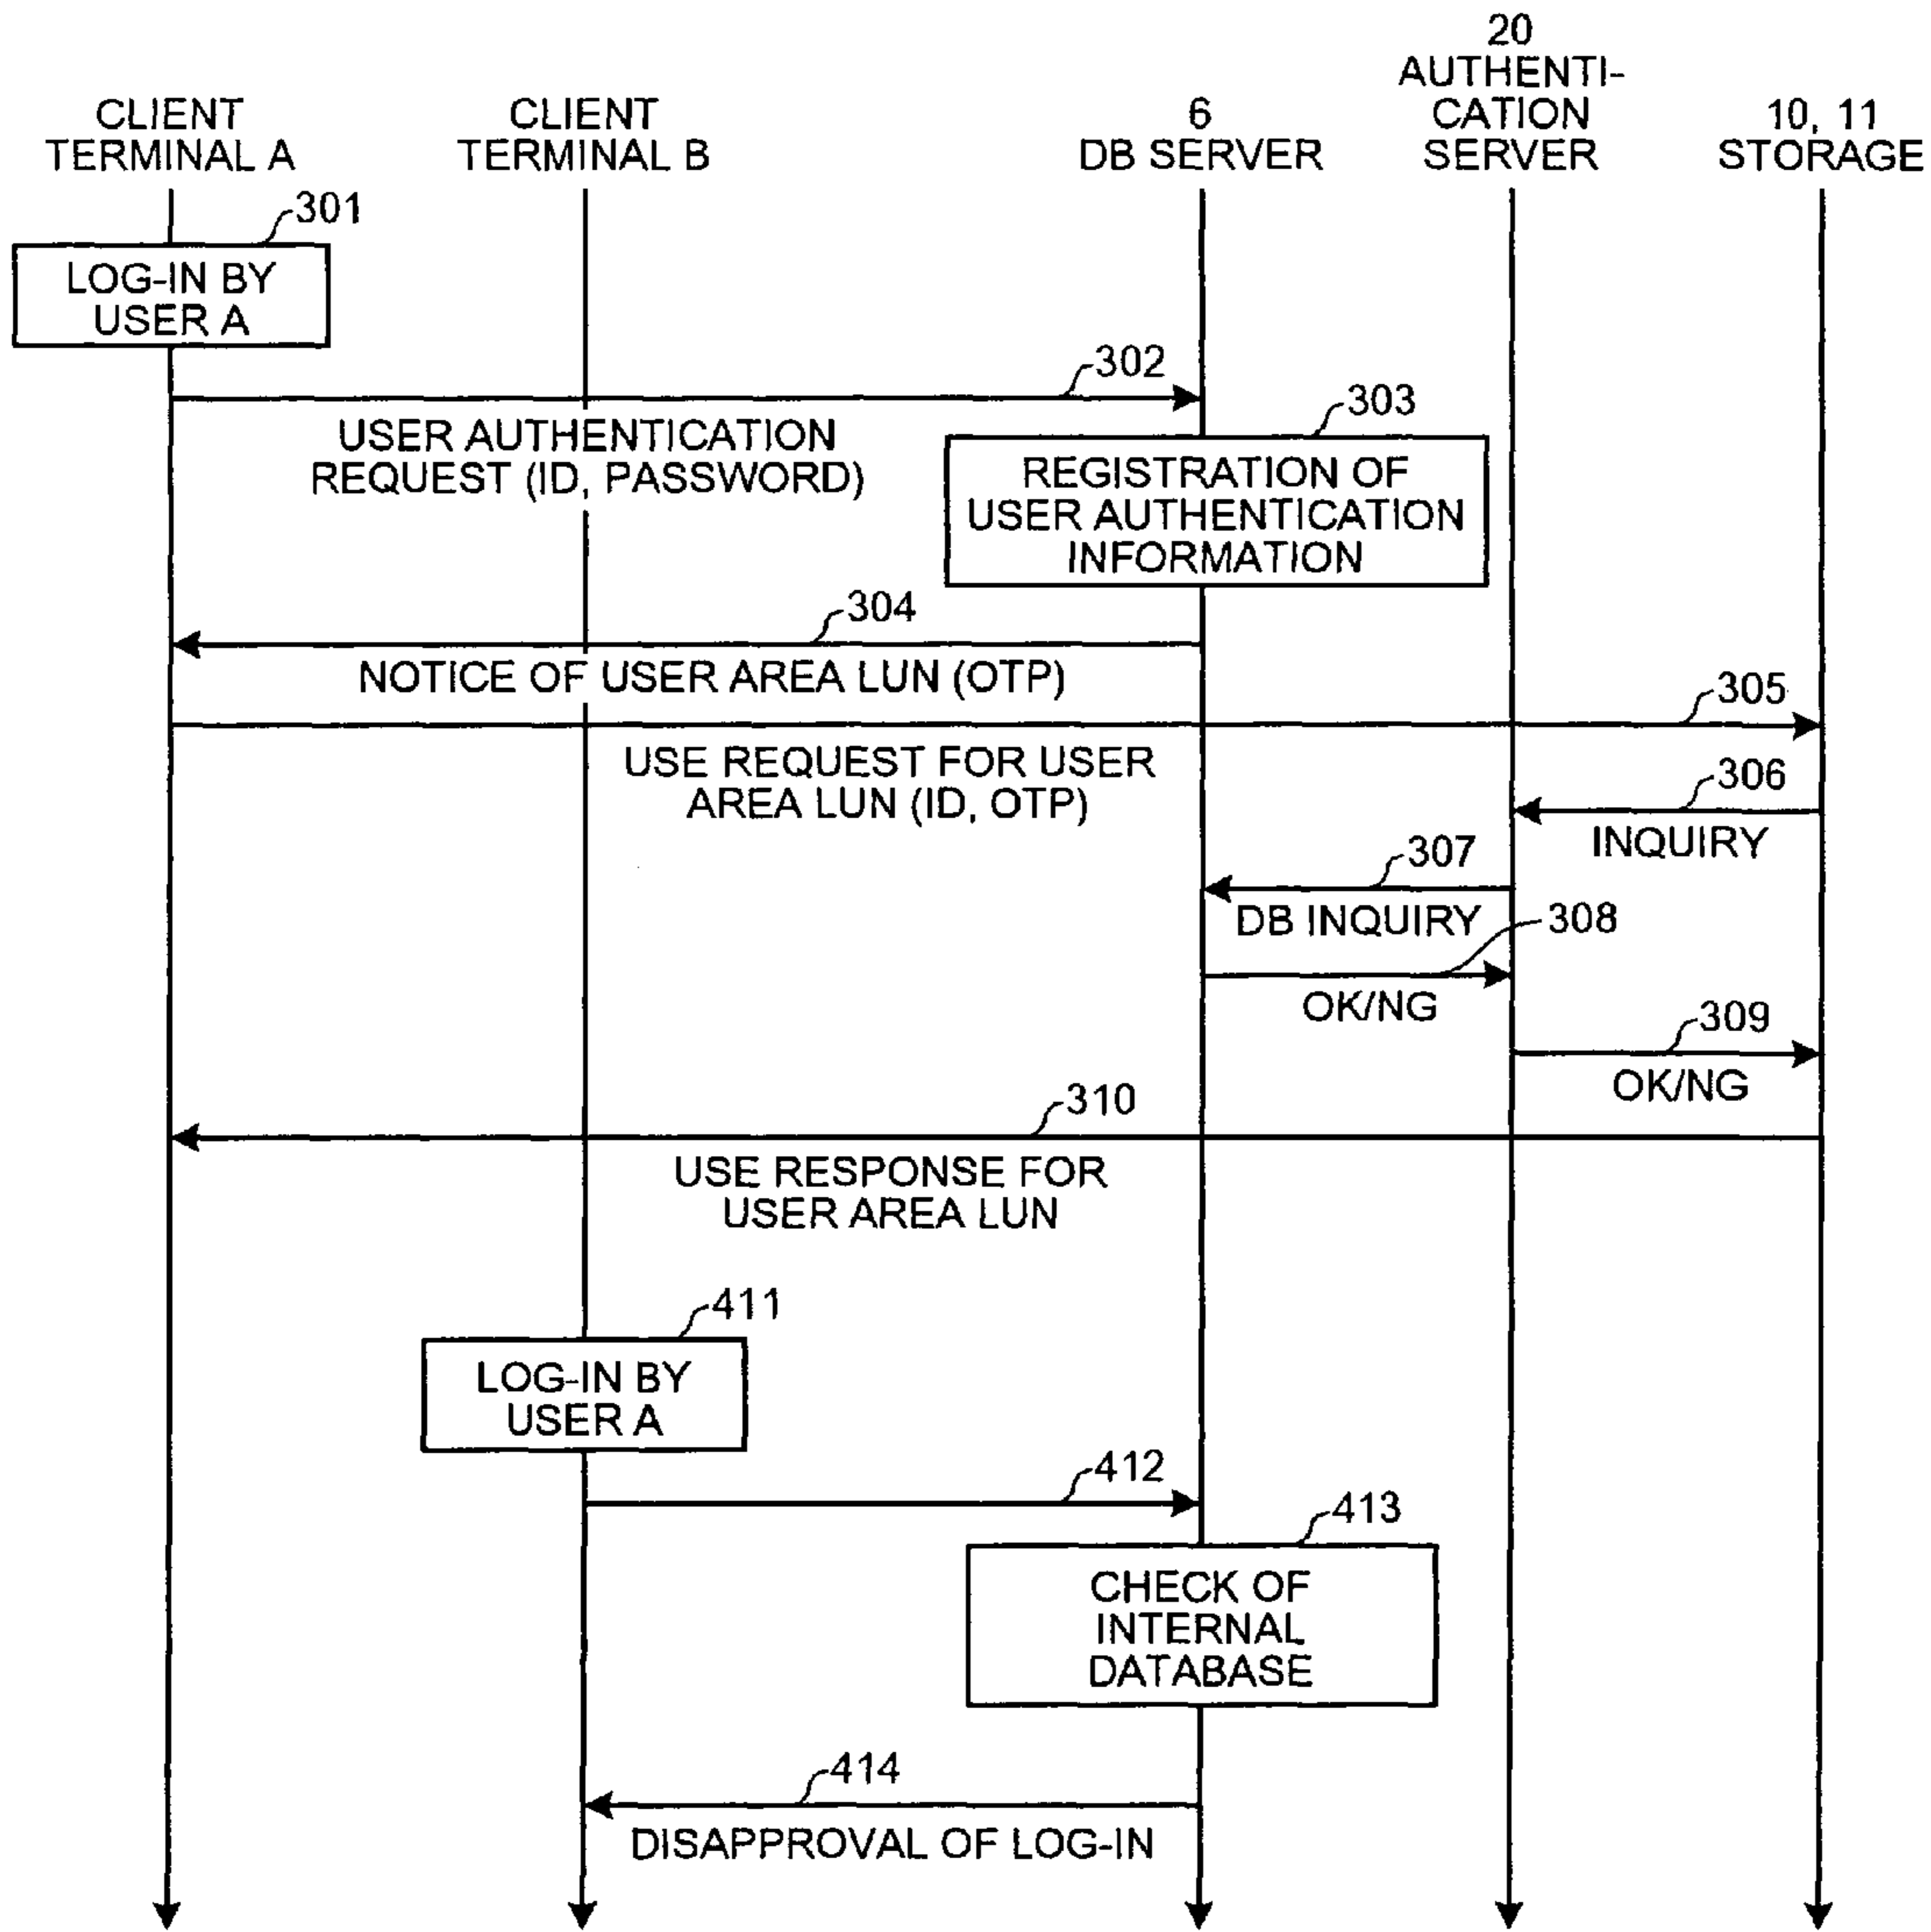 CLIENT
TERMINAL A
CLIENT
TERMINAL B
6
DB SERVER
20
AUTHENTI-
CATION
SERVER
10, 11
STORAGE
301
LOG-IN BY
USER A
302
USER AUTHENTICATION
REQUEST (ID, PASSWORD)
303
REGISTRATION OF
USER AUTHENTICATION
INFORMATION
304
NOTICE OF USER AREA LUN (OTP)
305
USE REQUEST FOR USER
AREA LUN (ID, OTP)
306
INQUIRY
307
DB INQUIRY
308
OK/NG
309
OK/NG
310
USE RESPONSE FOR
USER AREA LUN
411
LOG-IN BY
USER A
412
413
CHECK OF
INTERNAL
DATABASE
414
DISAPPROVAL OF LOG-IN